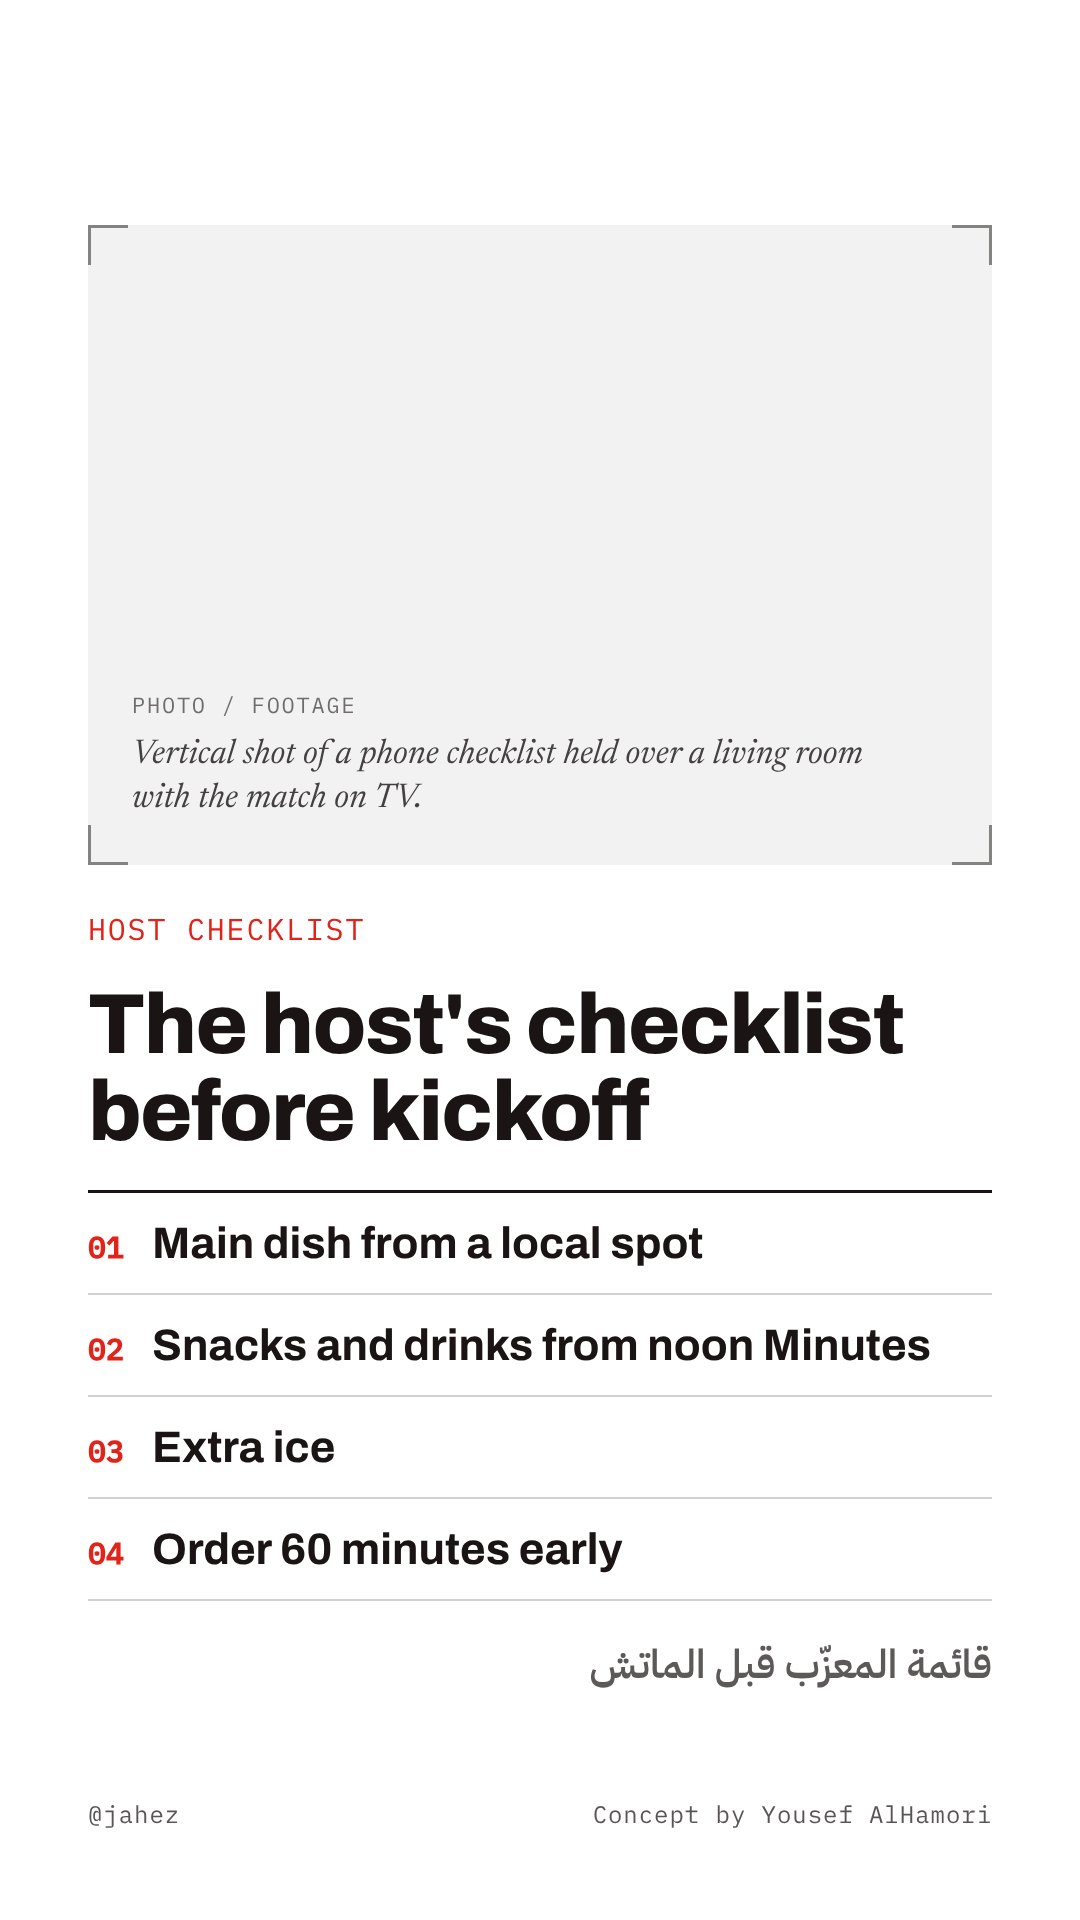 PHOTO / FOOTAGE
Vertical shot of a phone checklist held over a living room
with the match on TV.
HOST CHECKLIST
The host's checklist
before kickoff
01 Main dish from a local spot
02 Snacks and drinks from noon Minutes
03 Extra ice
04 Order 60 minutes early
قائمة المعزّب قبل الماتش
@jahez
Concept by Yousef AlHamori